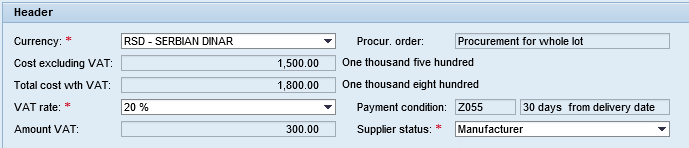 Header
Currency: * RSD - SERBIAN DINAR Procur. order: Procurement for whole lot
Cost excluding VAT: 1,500.00 One thousand five hundred
Total cost wth VAT: 1,800.00 One thousand eight hundred
VAT rate: * 20 % Payment condition: Z055 30 days from delivery date
Amount VAT: 300.00 Supplier status: * Manufacturer